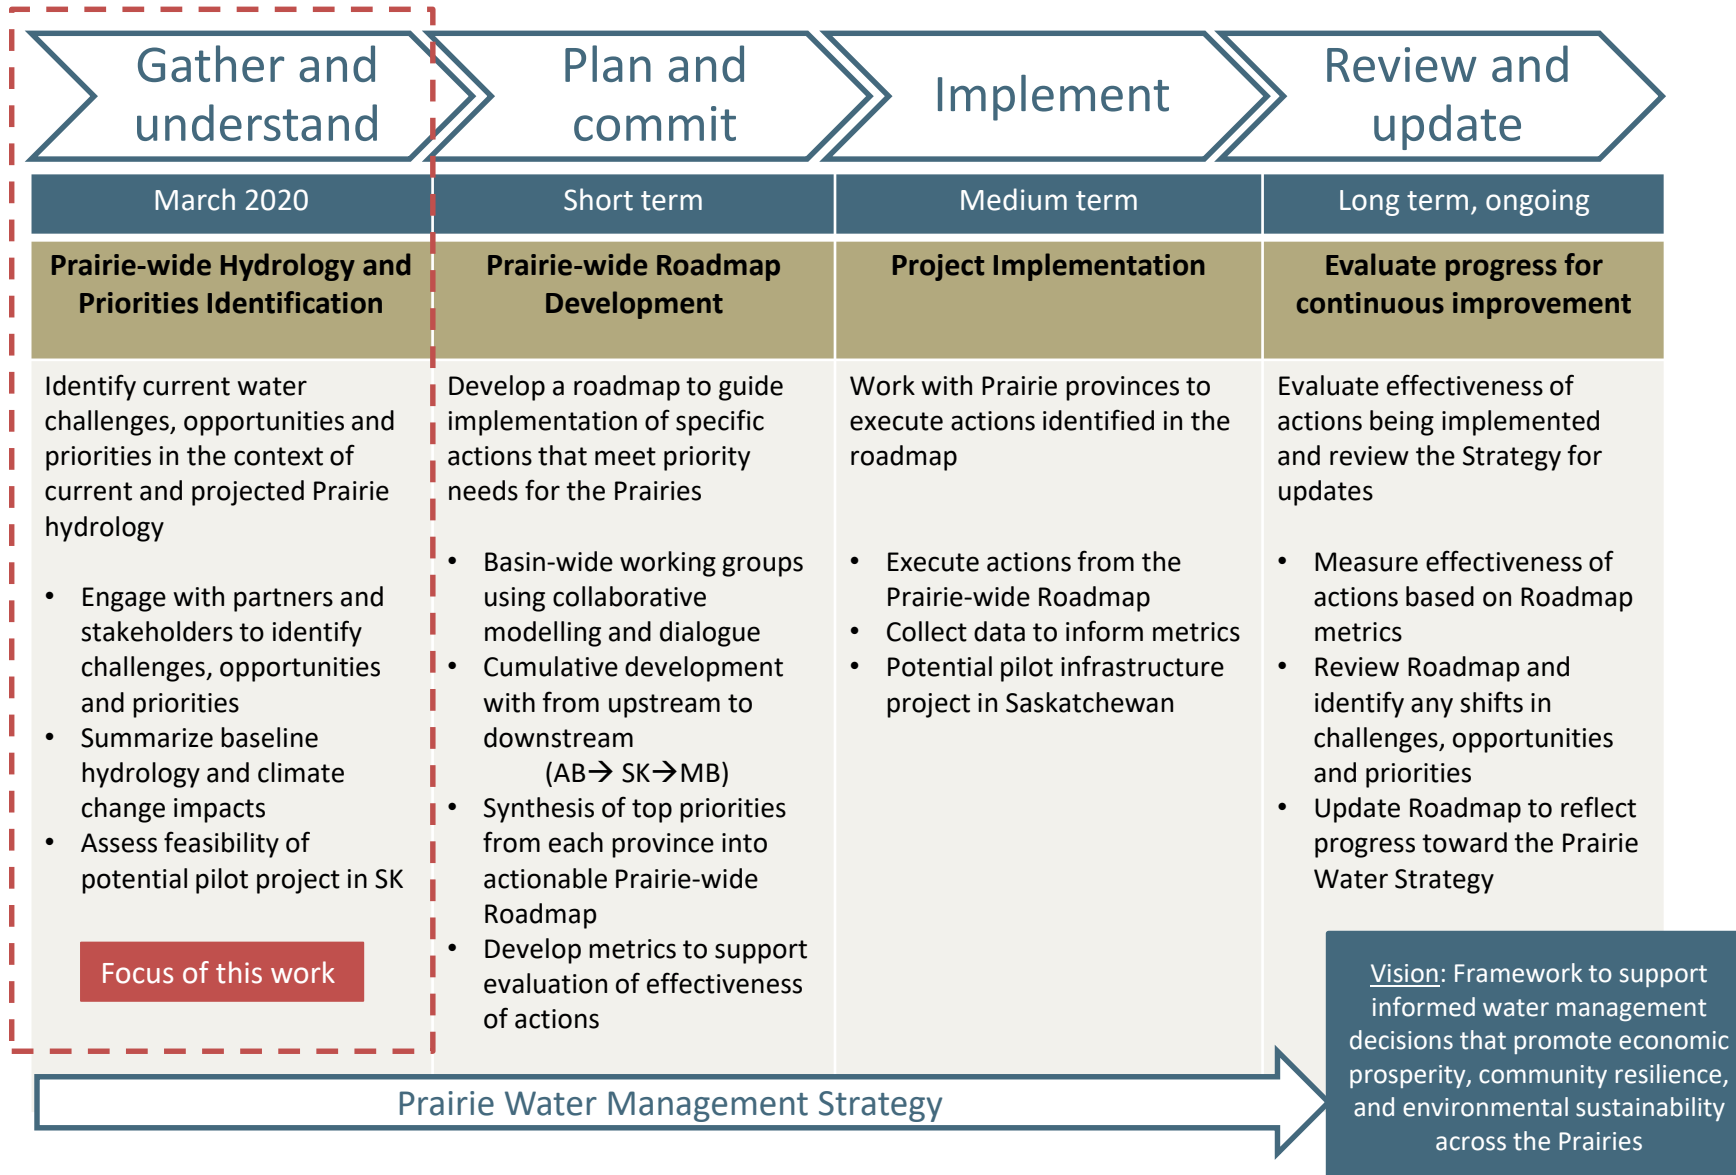 Gather and
understand
Plan and
commit
Implement
Review and
update
March 2020
Short term
Medium term
Long term, ongoing
Prairie-wide Hydrology and
Priorities Identification
Prairie-wide Roadmap
Development
Project Implementation
Evaluate progress for
continuous improvement
Identify current water
challenges, opportunities and
priorities in the context of
current and projected Prairie
hydrology
• Engage with partners and
stakeholders to identify
challenges, opportunities
and priorities
• Summarize baseline
hydrology and climate
change impacts
• Assess feasibility of
potential pilot project in SK
Focus of this work
Develop a roadmap to guide
implementation of specific
actions that meet priority
needs for the Prairies
• Basin-wide working groups
using collaborative
modelling and dialogue
• Cumulative development
with from upstream to
downstream
(AB→ SK→MB)
• Synthesis of top priorities
from each province into
actionable Prairie-wide
Roadmap
• Develop metrics to support
evaluation of effectiveness
of actions
Work with Prairie provinces to
execute actions identified in the
roadmap
• Execute actions from the
Prairie-wide Roadmap
• Collect data to inform metrics
• Potential pilot infrastructure
project in Saskatchewan
Evaluate effectiveness of
actions being implemented
and review the Strategy for
updates
• Measure effectiveness of
actions based on Roadmap
metrics
• Review Roadmap and
identify any shifts in
challenges, opportunities
and priorities
• Update Roadmap to reflect
progress toward the Prairie
Water Strategy
Prairie Water Management Strategy
Vision: Framework to support
informed water management
decisions that promote economic
prosperity, community resilience,
and environmental sustainability
across the Prairies